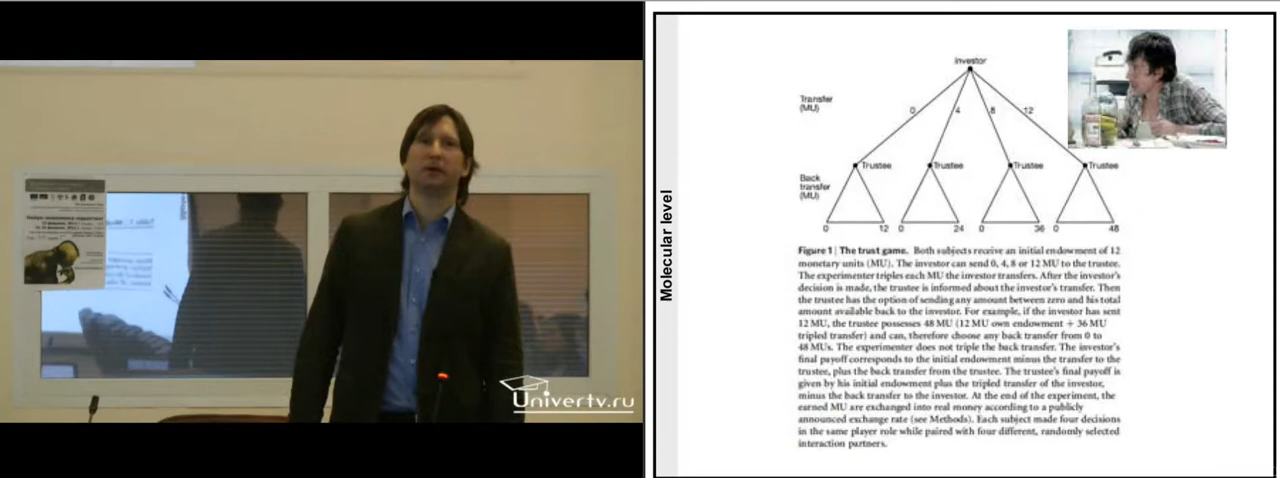 Univertv.ru
Molecular level
Investor
Transfer
(MU)
0 4 8 12
Trustee Trustee Trustee Trustee
Back
transfer
(MU)
0 12 0 24 0 36 0 48
Figure 1 | The trust game. Both subjects receive an initial endowment of 12
monetary units (MU). The investor can send 0, 4, 8 or 12 MU to the trustee.
The experimenter triples each MU the investor transfers. After the investor's
decision is made, the trustee is informed about the investor's transfer. Then
the trustee has the option of sending any amount between zero and his total
amount available back to the investor. For example, if the investor has sent
12 MU, the trustee possesses 48 MU (12 MU own endowment + 36 MU
tripled transfer) and can, therefore choose any back transfer from 0 to
48 MUs. The experimenter does not triple the back transfer. The investor's
final payoff corresponds to the initial endowment minus the transfer to the
trustee, plus the back transfer from the trustee. The trustee's final payoff is
given by his initial endowment plus the tripled transfer of the investor,
minus the back transfer to the investor. At the end of the experiment, the
earned MU are exchanged into real money according to a publicly
announced exchange rate (see Methods). Each subject made four decisions
in the same player role while paired with four different, randomly selected
interaction partners.